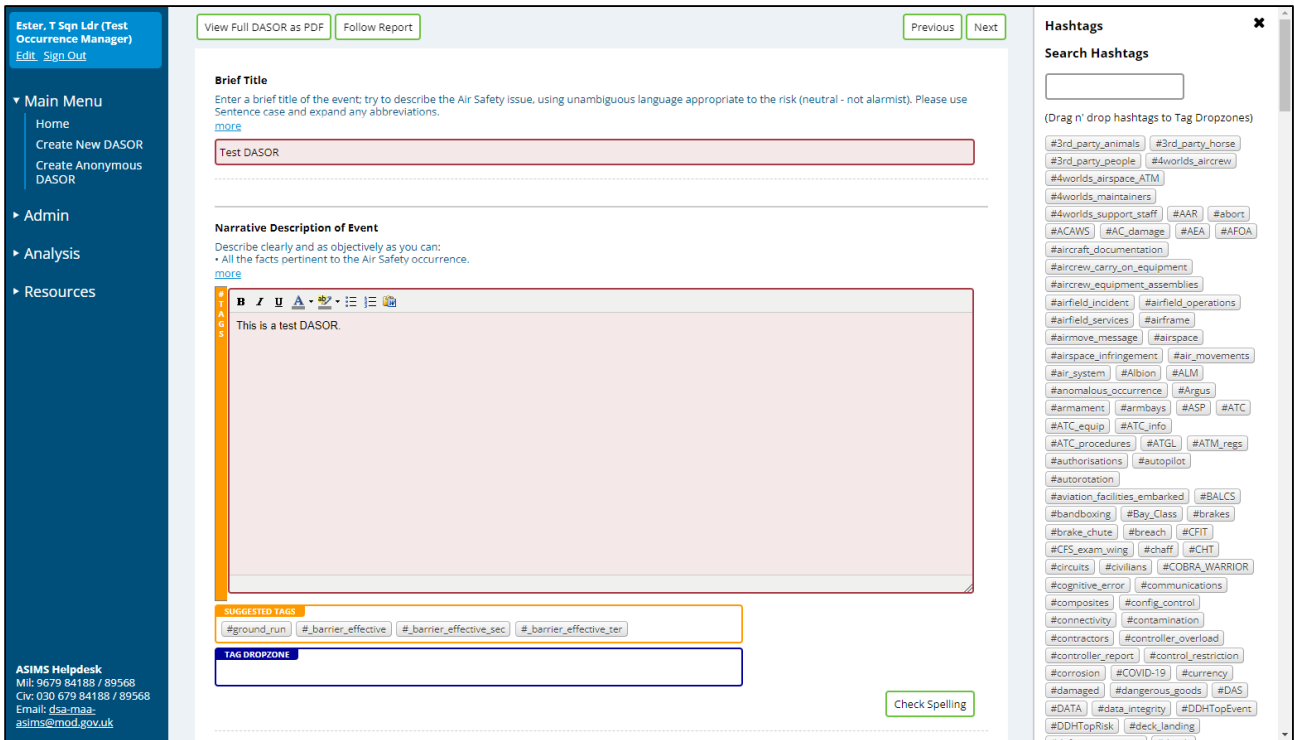 Ester, T Sqn Ldr (Test
Occurrence Manager)
Edit Sign Out
Main Menu
Home
Create New DASOR
Create Anonymous
DASOR
Admin
Analysis
Resources
ASIMS Helpdesk
Mil: 9679 84188 / 89568
Civ: 030 679 84188 / 89568
Email: dsa-maa-
asims@mod.gov.uk
View Full DASOR as PDF Follow Report Previous Next
Brief Title
Enter a brief title of the event; try to describe the Air Safety issue, using unambiguous language appropriate to the risk (neutral - not alarmist). Please use
Sentence case and expand any abbreviations.
more
Test DASOR
Narrative Description of Event
Describe clearly and as objectively as you can:
• All the facts pertinent to the Air Safety occurrence.
more
#TAGS
B I U A ab
This is a test DASOR.
SUGGESTED TAGS
#ground_run #_barrier_effective #_barrier_effective_sec #_barrier_effective_ter
TAG DROPZONE
Check Spelling
Hashtags
Search Hashtags
(Drag n' drop hashtags to Tag Dropzones)
#3rd_party_animals #3rd_party_horse
#3rd_party_people #4worlds_aircrew
#4worlds_airspace_ATM
#4worlds_maintainers
#4worlds_support_staff #AAR #abort
#ACAWS #AC_damage #AEA #AFOA
#aircraft_documentation
#aircrew_carry_on_equipment
#aircrew_equipment_assemblies
#airfield_incident #airfield_operations
#airfield_services #airframe
#airmove_message #airspace
#airspace_infringement #air_movements
#air_system #Albion #ALM
#anomalous_occurrence #Argus
#armament #armbays #ASP #ATC
#ATC_equip #ATC_info
#ATC_procedures #ATGL #ATM_regs
#authorisations #autopilot
#autorotation
#aviation_facilities_embarked #BALCS
#bandboxing #Bay_Class #brakes
#brake_chute #breach #CFIT
#CFS_exam_wing #chaff #CHT
#circuits #civilians #COBRA_WARRIOR
#cognitive_error #communications
#composites #config_control
#connectivity #contamination
#contractors #controller_overload
#controller_report #control_restriction
#corrosion #COVID-19 #currency
#damaged #dangerous_goods #DAS
#DATA #data_integrity #DDHTopEvent
#DDHTopRisk #deck_landing